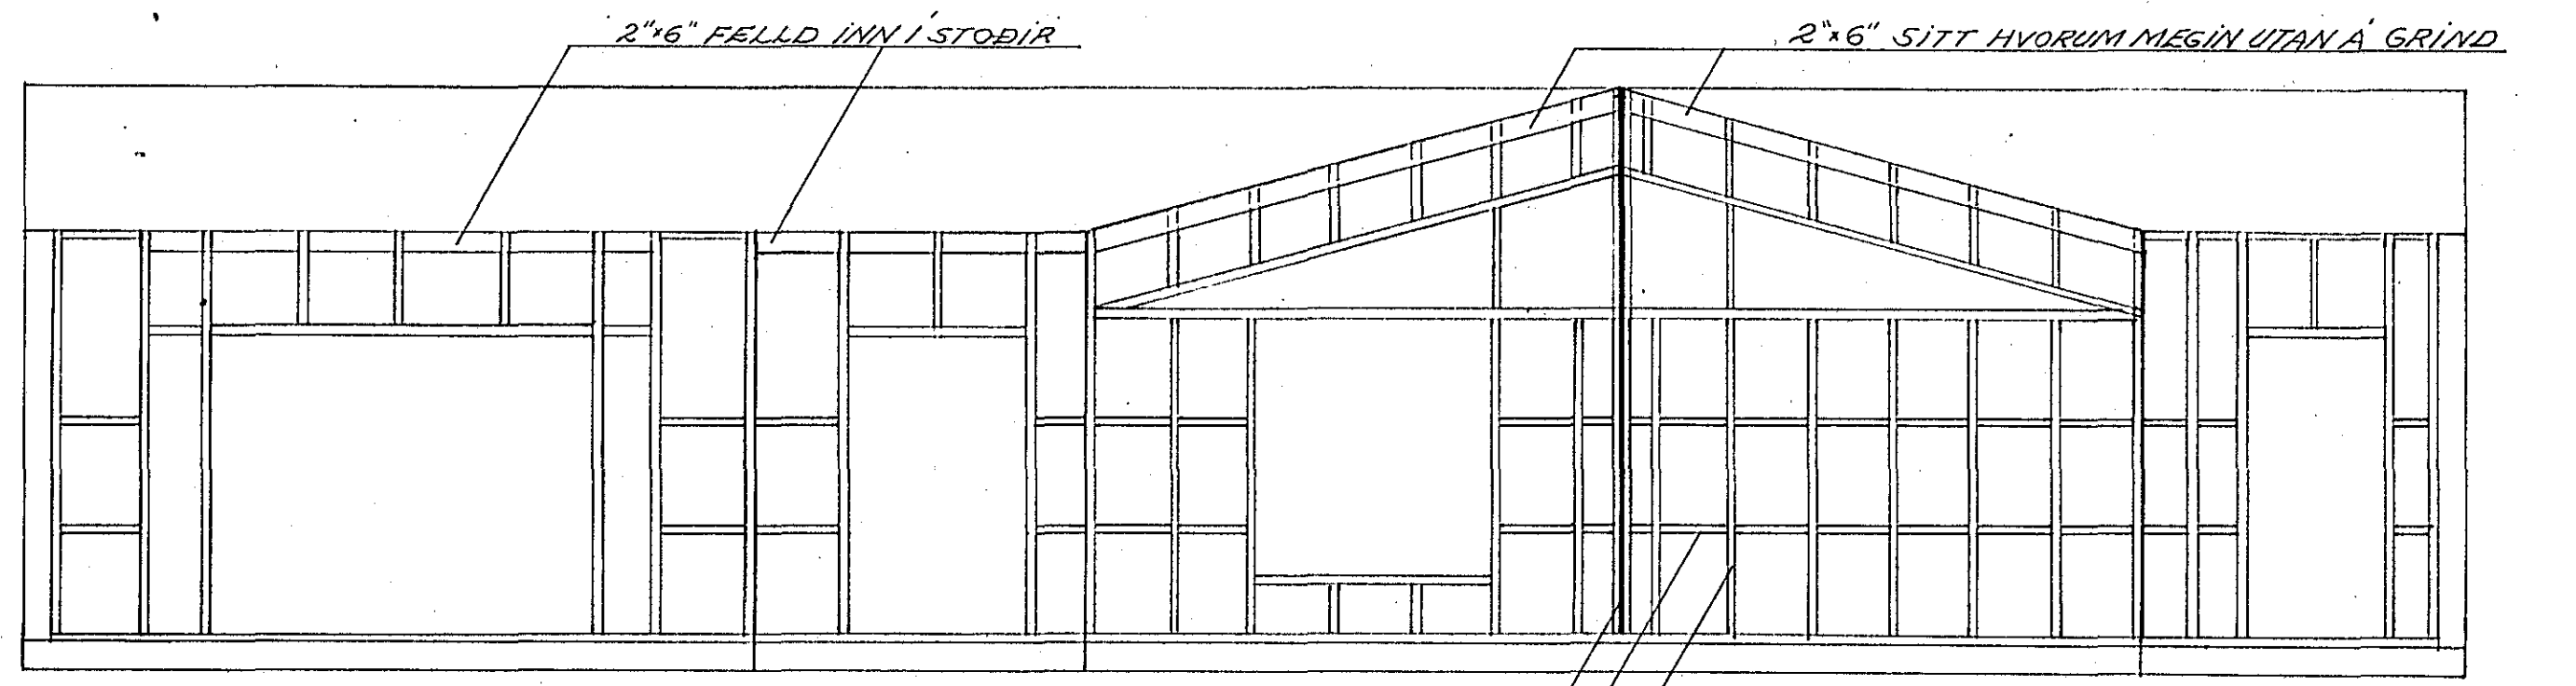 2"x6" FELLD INN Í STOÐIR
2"x6" SITT HVORUM MEGIN UTAN Á GRIND